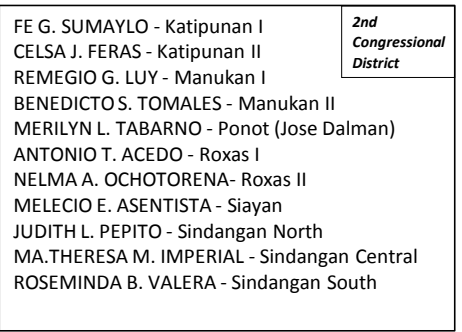 FE G. SUMAYLO - Katipunan I
CELSA J. FERAS - Katipunan II
REMEGIO G. LUY - Manukan I
BENEDICTO S. TOMALES - Manukan II
MERILYN L. TABARNO - Ponot (Jose Dalman)
ANTONIO T. ACEDO - Roxas I
NELMA A. OCHOTORENA- Roxas II
MELECIO E. ASENTISTA - Siayan
JUDITH L. PEPITO - Sindangan North
MA.THERESA M. IMPERIAL - Sindangan Central
ROSEMINDA B. VALERA - Sindangan South
2nd
Congressional
District